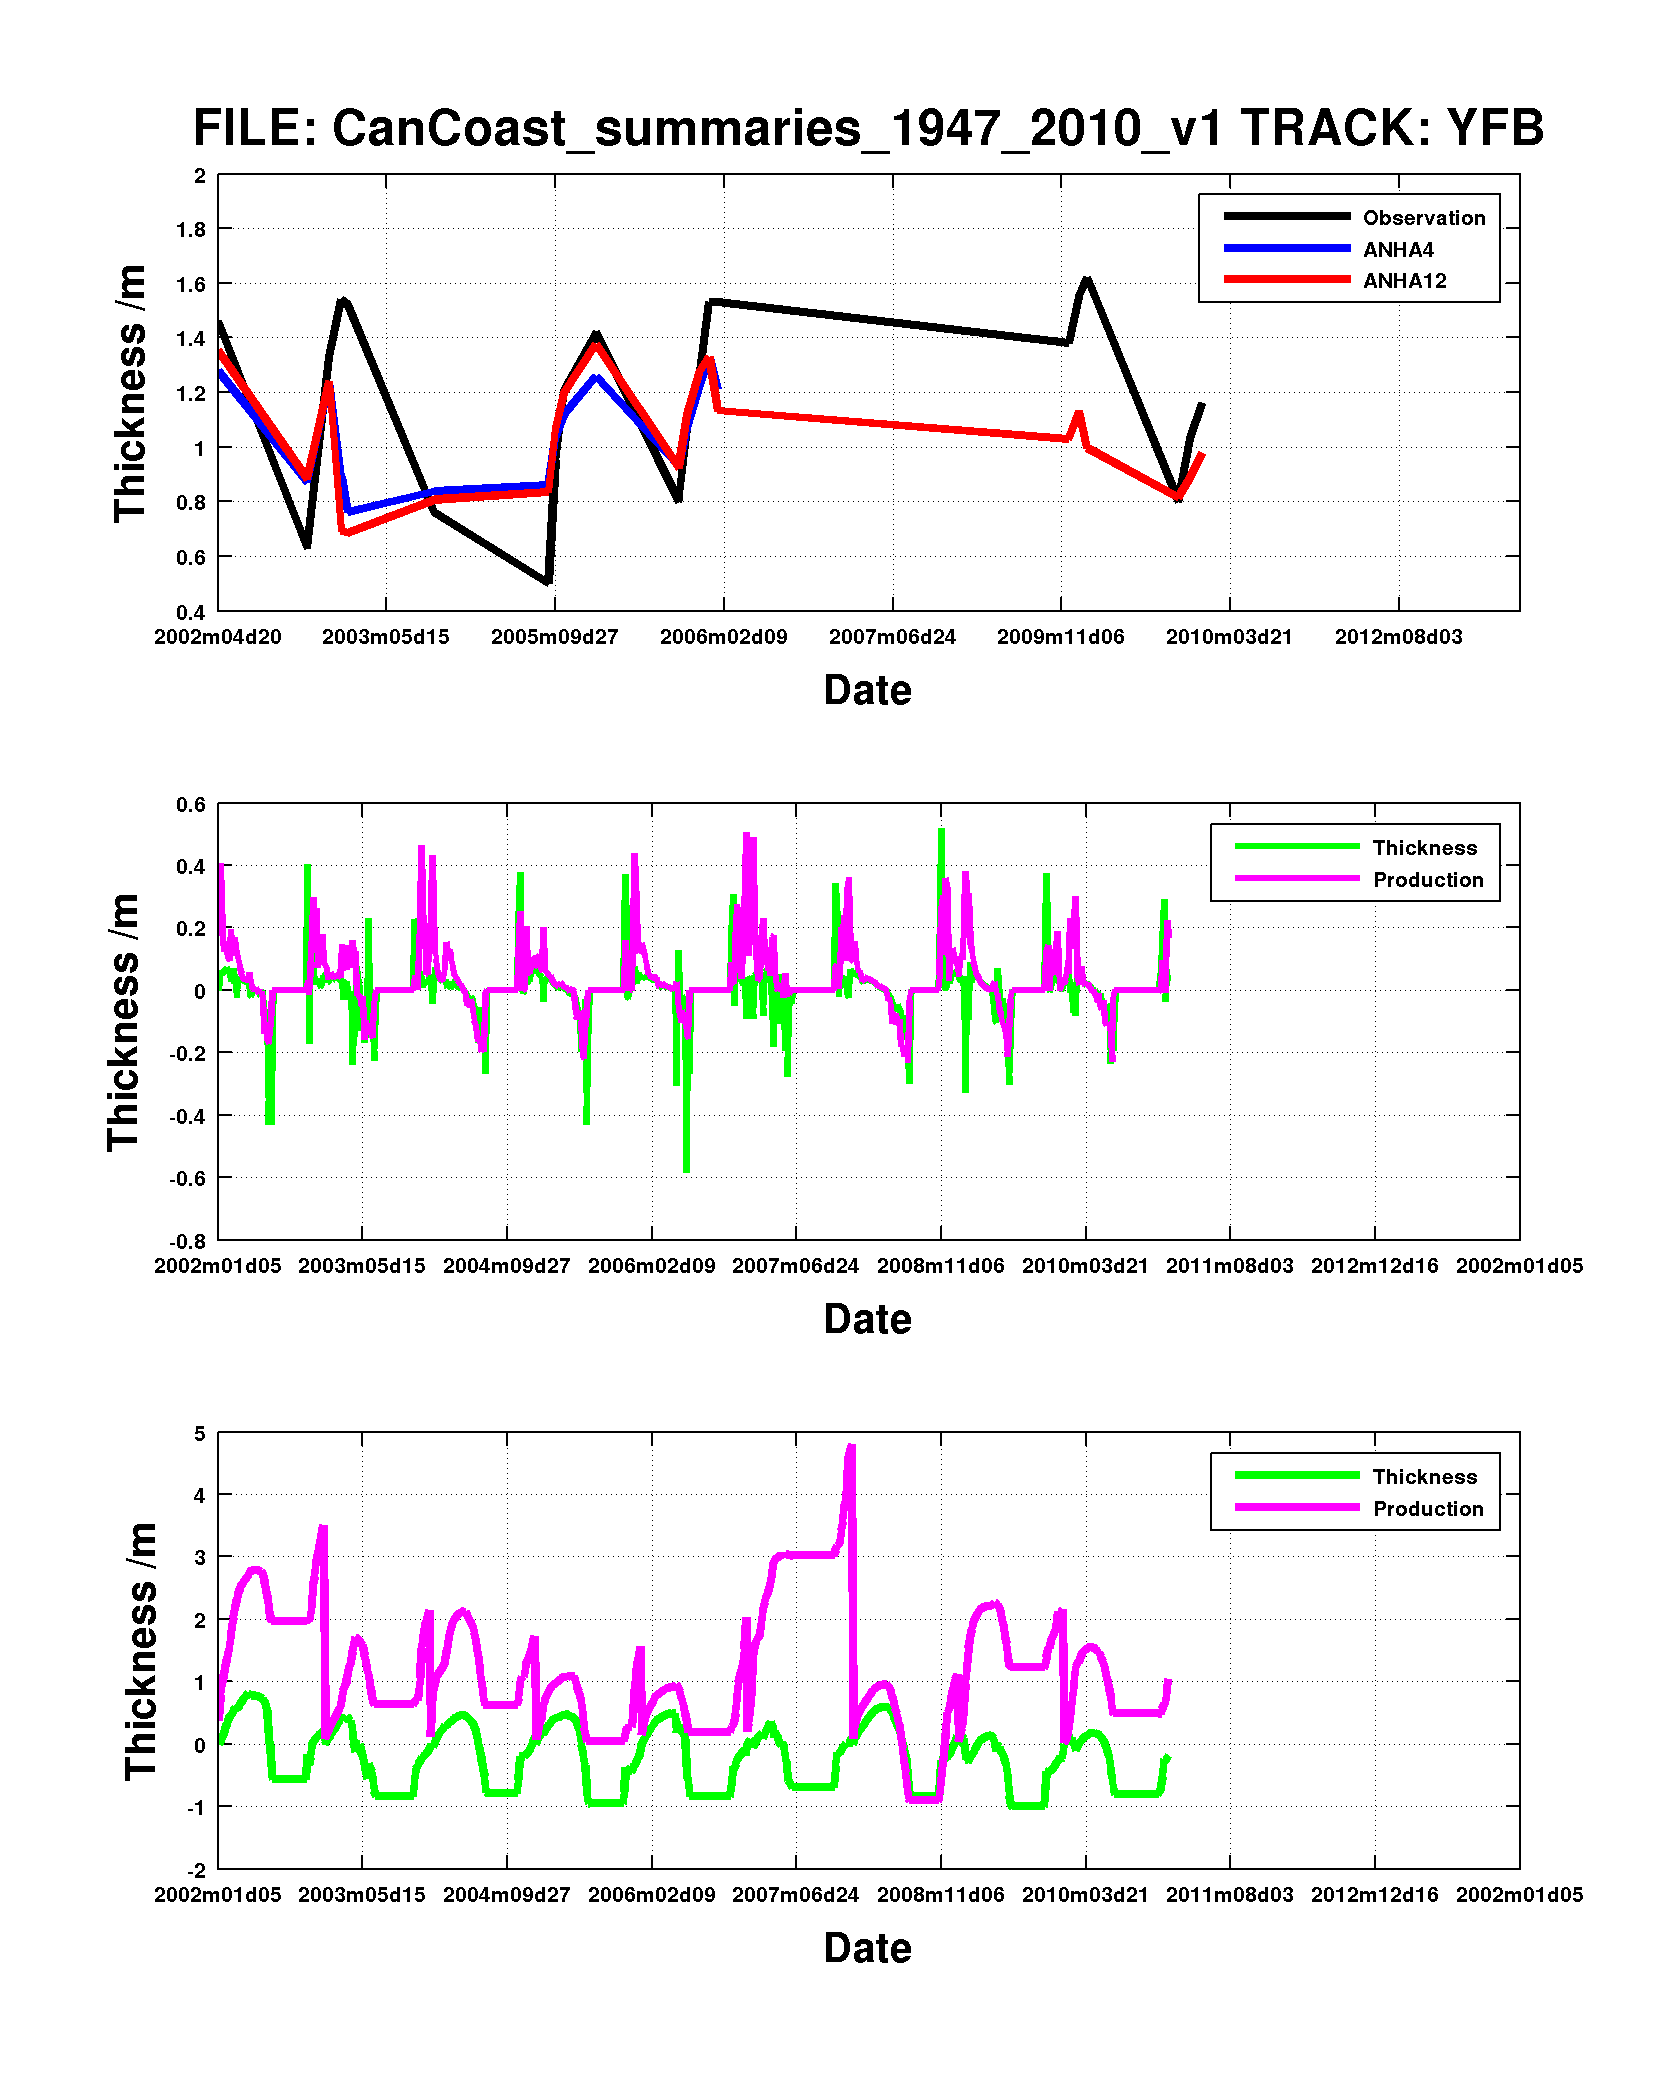 FILE: CanCoast_summaries_1947_2010_v1 TRACK: YFB
Thickness /m
2
1.8
1.6
1.4
1.2
1
0.8
0.6
0.4
Observation
ANHA4
ANHA12
2002m04d20 2003m05d15 2005m09d27 2006m02d09 2007m06d24 2009m11d06 2010m03d21 2012m08d03
Date
Thickness /m
0.6
0.4
0.2
0
-0.2
-0.4
-0.6
-0.8
Thickness
Production
2002m01d05 2003m05d15 2004m09d27 2006m02d09 2007m06d24 2008m11d06 2010m03d21 2011m08d03 2012m12d16 2002m01d05
Date
Thickness /m
5
4
3
2
1
0
-1
-2
Thickness
Production
2002m01d05 2003m05d15 2004m09d27 2006m02d09 2007m06d24 2008m11d06 2010m03d21 2011m08d03 2012m12d16 2002m01d05
Date